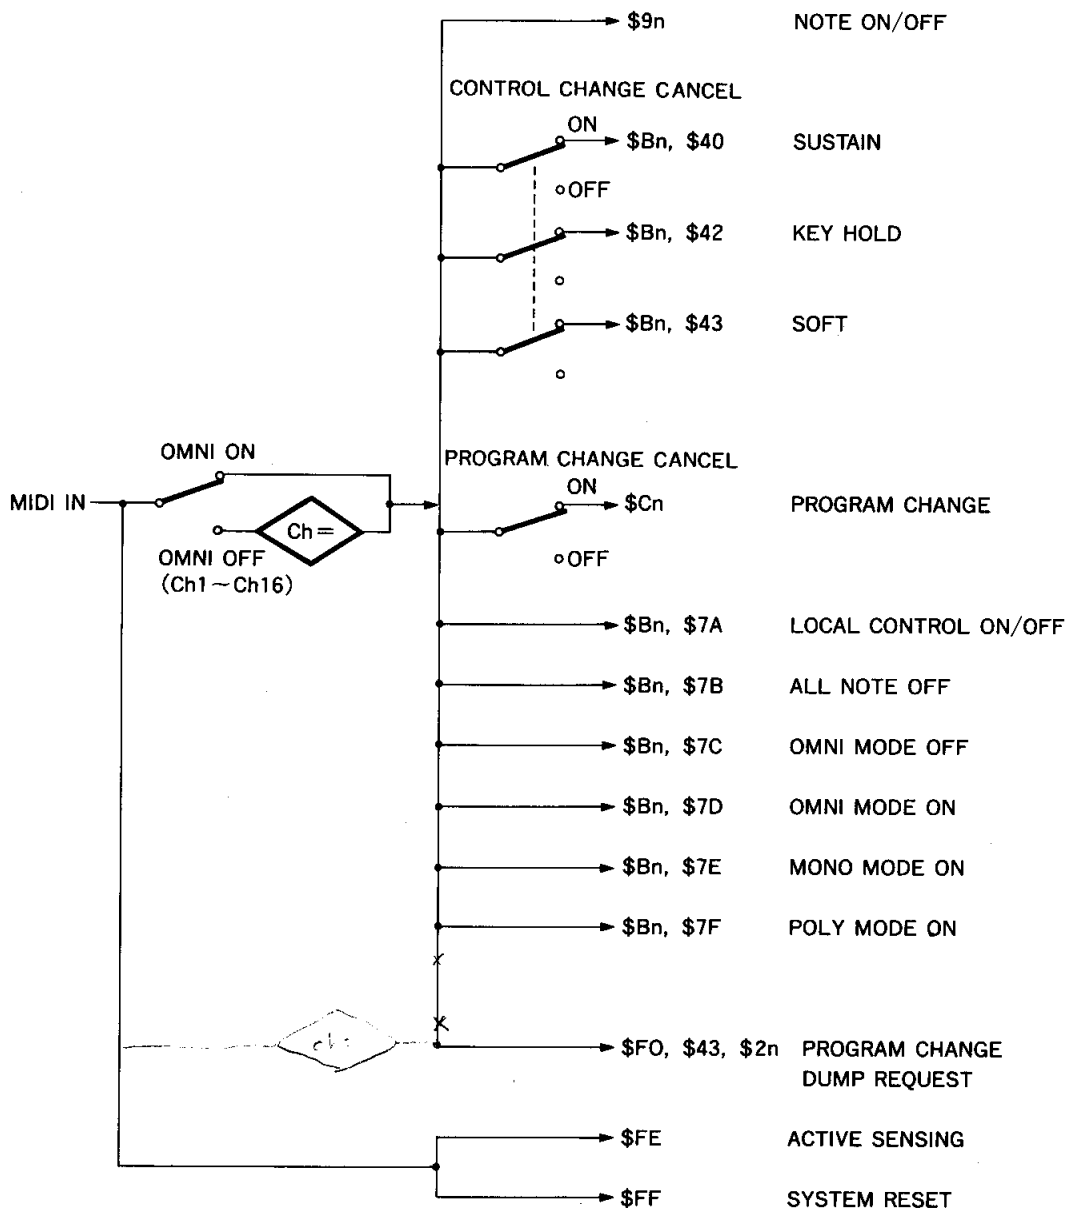 $9n NOTE ON/OFF
CONTROL CHANGE CANCEL
ON
$Bn, $40 SUSTAIN
OFF
$Bn, $42 KEY HOLD
$Bn, $43 SOFT
OMNI ON
MIDI IN
Ch=
OMNI OFF
(Ch1~Ch16)
PROGRAM CHANGE CANCEL
ON
$Cn PROGRAM CHANGE
OFF
$Bn, $7A LOCAL CONTROL ON/OFF
$Bn, $7B ALL NOTE OFF
$Bn, $7C OMNI MODE OFF
$Bn, $7D OMNI MODE ON
$Bn, $7E MONO MODE ON
$Bn, $7F POLY MODE ON
ch=
$F0, $43, $2n PROGRAM CHANGE
DUMP REQUEST
$FE ACTIVE SENSING
$FF SYSTEM RESET